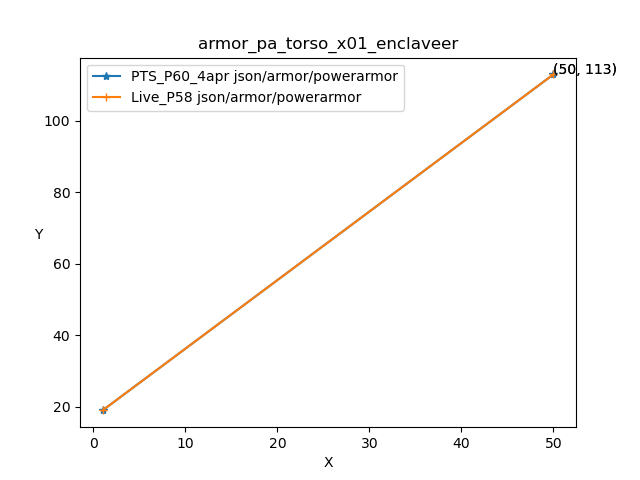 armor_pa_torso_x01_enclaveer
PTS_P60_4apr json/armor/powerarmor
Live_P58 json/armor/powerarmor
(50, 113)
100
80
60
40
20
Y
0 10 20 30 40 50
X